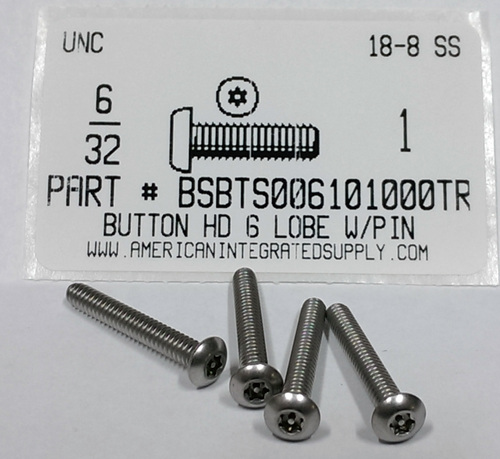 UNC 18-8 SS
6
32
1
PART # BSBTS006101000TR
BUTTON HD 6 LOBE W/PIN
WWW.AMERICANINTEGRATEDSUPPLY.COM